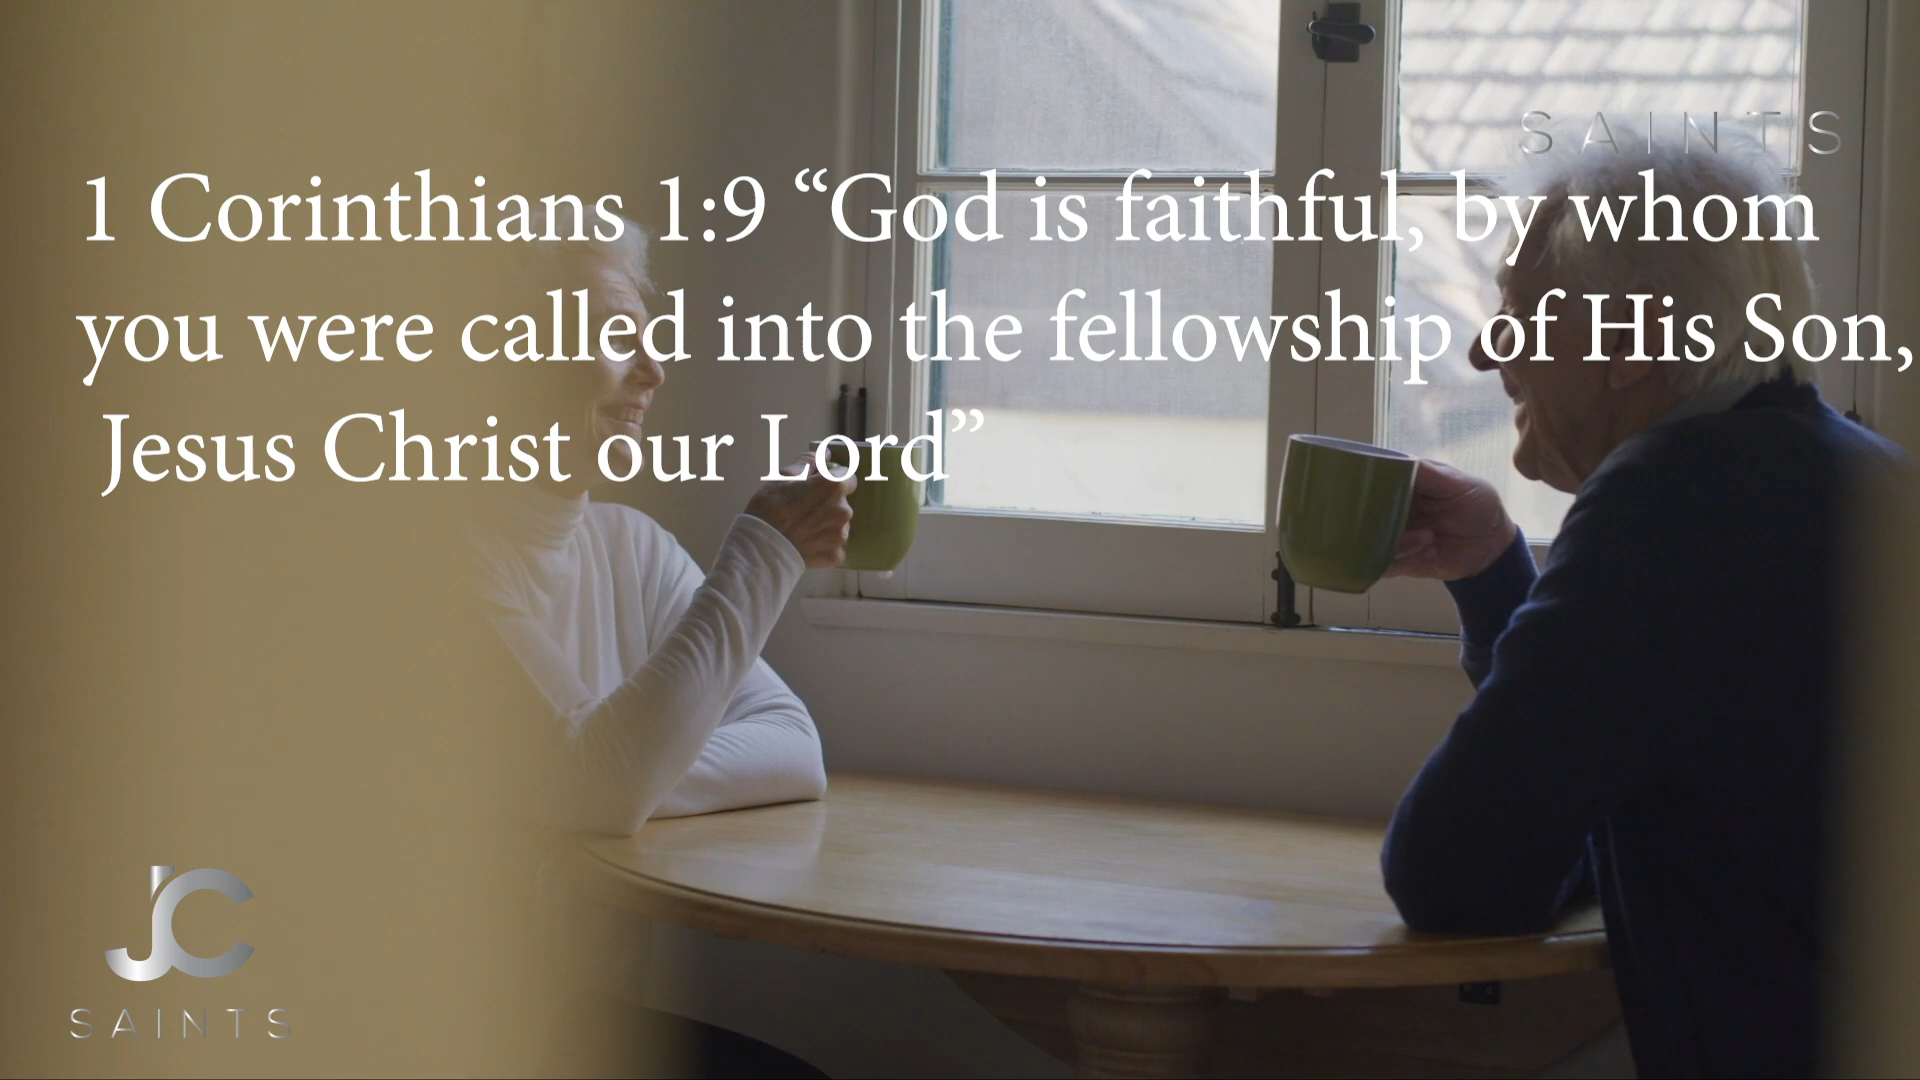 SAINTS
1 Corinthians 1:9 “God is faithful, by whom
you were called into the fellowship of His Son,
Jesus Christ our Lord”
JC
SAINTS